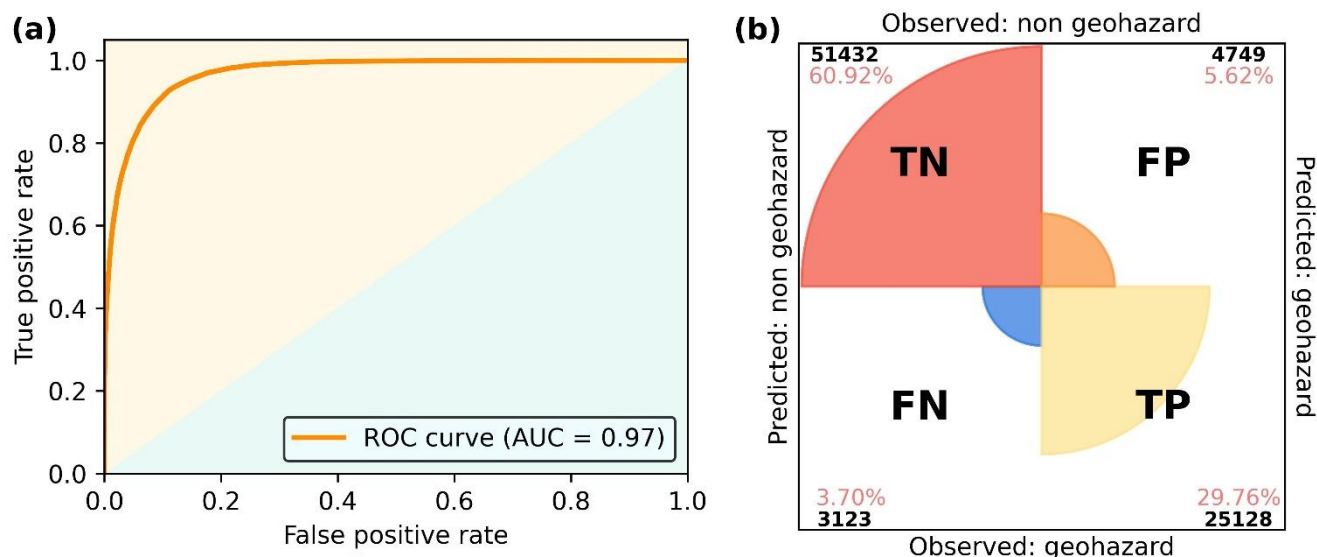 (a)
True positive rate
1.0
0.8
0.6
0.4
0.2
0.0
0.0 0.2 0.4 0.6 0.8 1.0
False positive rate
ROC curve (AUC = 0.97)
(b)
Observed: non geohazard
51432
60.92%
4749
5.62%
TN
FP
Predicted: non geohazard
Predicted: geohazard
FN
TP
3.70%
3123
29.76%
25128
Observed: geohazard